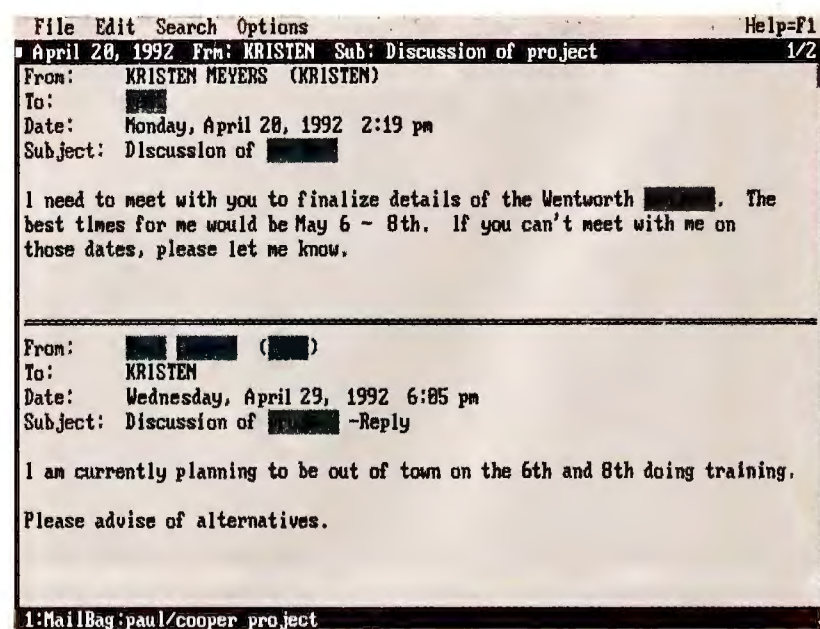 File Edit Search Options Help=F1
April 20, 1992 Frm: KRISTEN Sub: Discussion of project 1/2
From: KRISTEN MEYERS (KRISTEN)
To:
Date: Monday, April 20, 1992 2:19 pm
Subject: Discussion of
I need to meet with you to finalize details of the Wentworth . The
best times for me would be May 6 - 8th. If you can't meet with me on
those dates, please let me know.
From: ( )
To: KRISTEN
Date: Wednesday, April 29, 1992 6:05 pm
Subject: Discussion of -Reply
I am currently planning to be out of town on the 6th and 8th doing training.
Please advise of alternatives.
1:MailBag:paul/cooper project